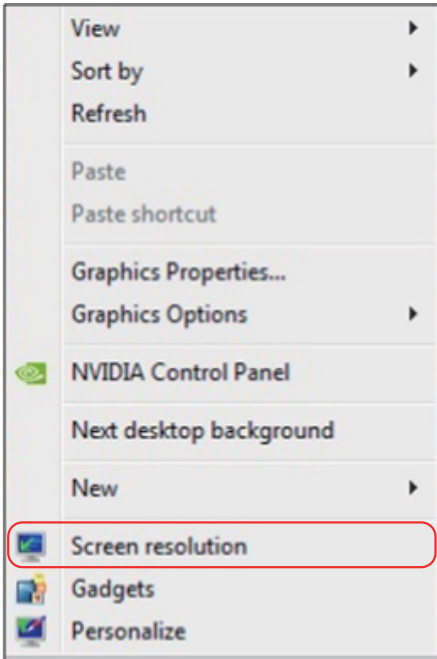 View
Sort by
Refresh
Paste
Paste shortcut
Graphics Properties...
Graphics Options
NVIDIA Control Panel
Next desktop background
New
Screen resolution
Gadgets
Personalize